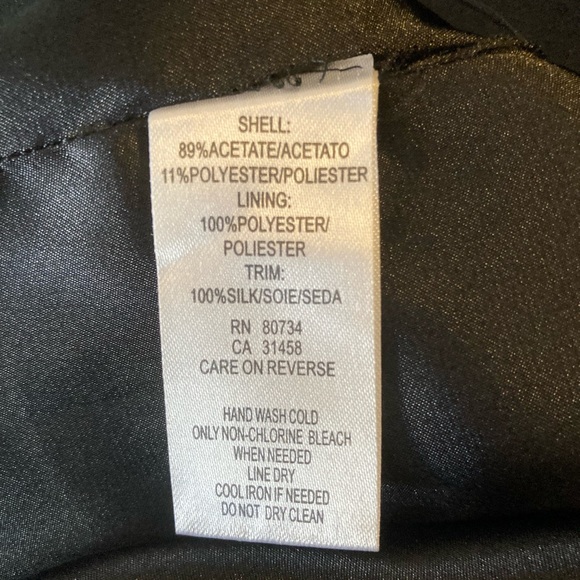 SHELL:
89%ACETATE/ACETATO
11%POLYESTER/POLIESTER
LINING:
100%POLYESTER/
POLIESTER
TRIM:
100%SILK/SOIE/SEDA
RN 80734
CA 31458
CARE ON REVERSE
HAND WASH COLD
ONLY NON-CHLORINE BLEACH
WHEN NEEDED
LINE DRY
COOL IRON IF NEEDED
DO NOT DRY CLEAN